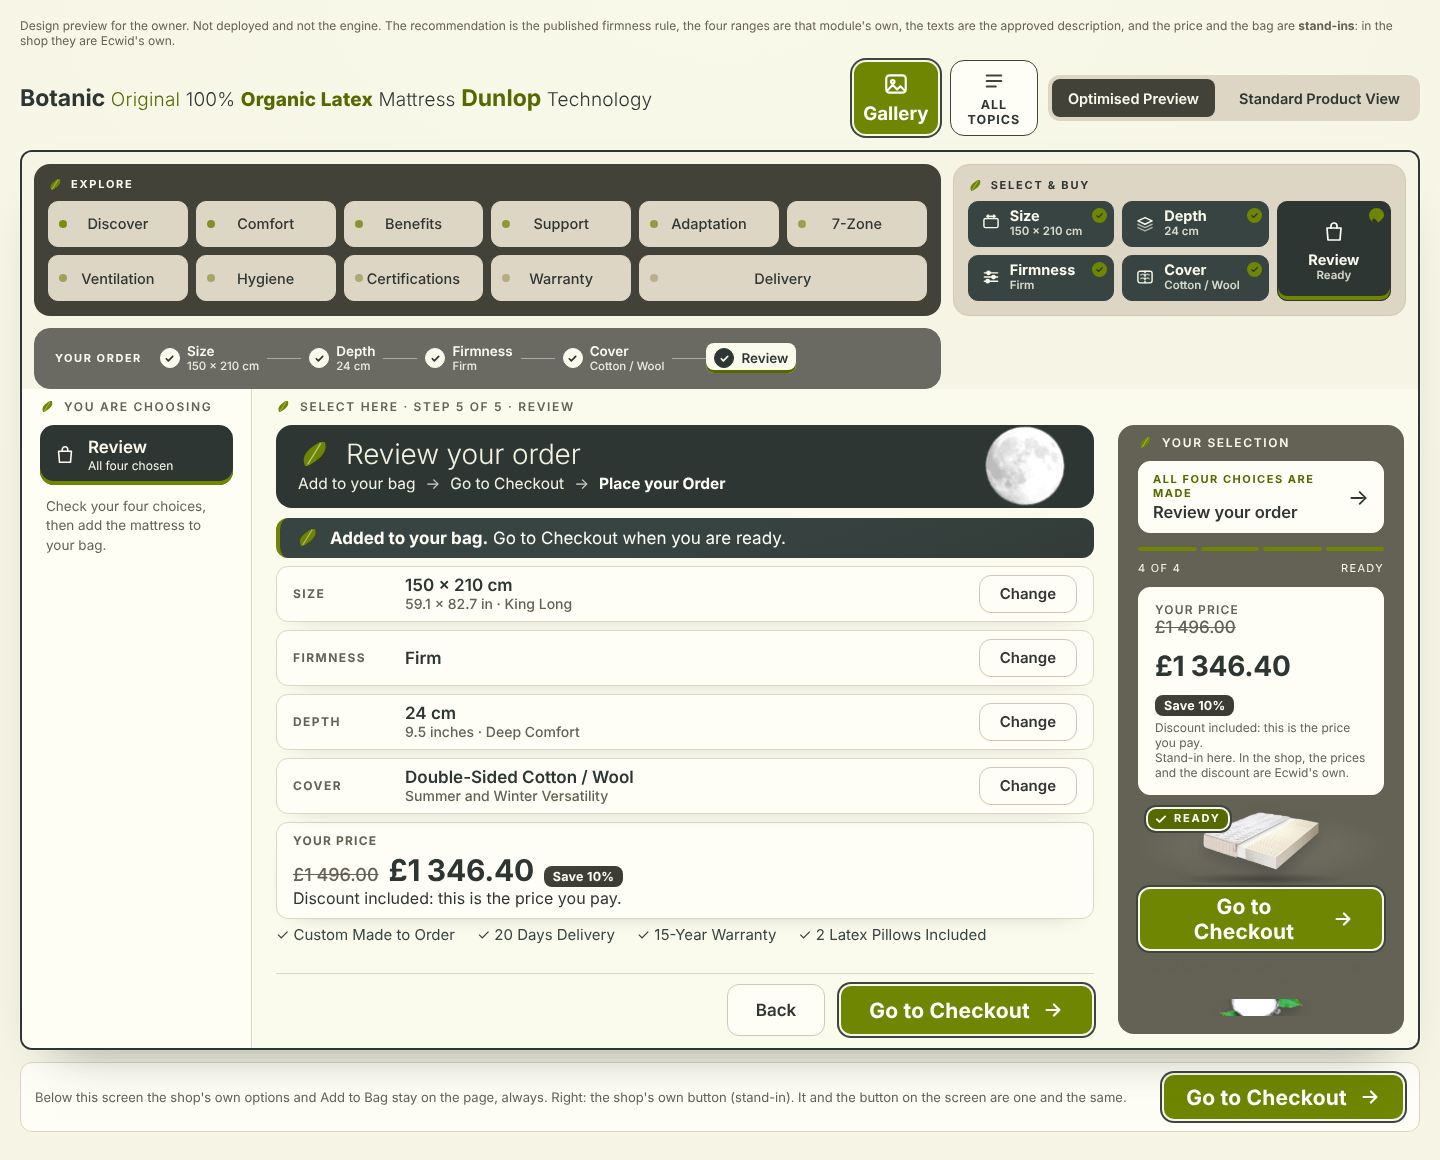 Design preview for the owner. Not deployed and not the engine. The recommendation is the published firmness rule, the four ranges are that module's own, the texts are the approved description, and the price and the bag are stand-ins: in the
shop they are Ecwid's own.
Botanic Original 100% Organic Latex Mattress Dunlop Technology
Gallery
ALL
TOPICS
Optimised Preview
Standard Product View
EXPLORE
Discover
Comfort
Benefits
Support
Adaptation
7-Zone
Ventilation
Hygiene
Certifications
Warranty
Delivery
SELECT & BUY
Size
150 × 210 cm
Depth
24 cm
Firmness
Firm
Cover
Cotton / Wool
Review
Ready
YOUR ORDER
Size
150 × 210 cm
Depth
24 cm
Firmness
Firm
Cover
Cotton / Wool
Review
YOU ARE CHOOSING
Review
All four chosen
Check your four choices,
then add the mattress to
your bag.
SELECT HERE · STEP 5 OF 5 · REVIEW
Review your order
Add to your bag → Go to Checkout → Place your Order
Added to your bag. Go to Checkout when you are ready.
SIZE
150 × 210 cm
59.1 × 82.7 in · King Long
Change
FIRMNESS
Firm
Change
DEPTH
24 cm
9.5 inches · Deep Comfort
Change
COVER
Double-Sided Cotton / Wool
Summer and Winter Versatility
Change
YOUR PRICE
£1 496.00 £1 346.40 Save 10%
Discount included: this is the price you pay.
✓ Custom Made to Order ✓ 20 Days Delivery ✓ 15-Year Warranty ✓ 2 Latex Pillows Included
Back
Go to Checkout →
YOUR SELECTION
ALL FOUR CHOICES ARE
MADE
Review your order
→
4 OF 4
READY
YOUR PRICE
£1 496.00
£1 346.40
Save 10%
Discount included: this is the price
you pay.
Stand-in here. In the shop, the prices
and the discount are Ecwid's own.
✓ READY
Go to
Checkout
→
Below this screen the shop's own options and Add to Bag stay on the page, always. Right: the shop's own button (stand-in). It and the button on the screen are one and the same.
Go to Checkout →